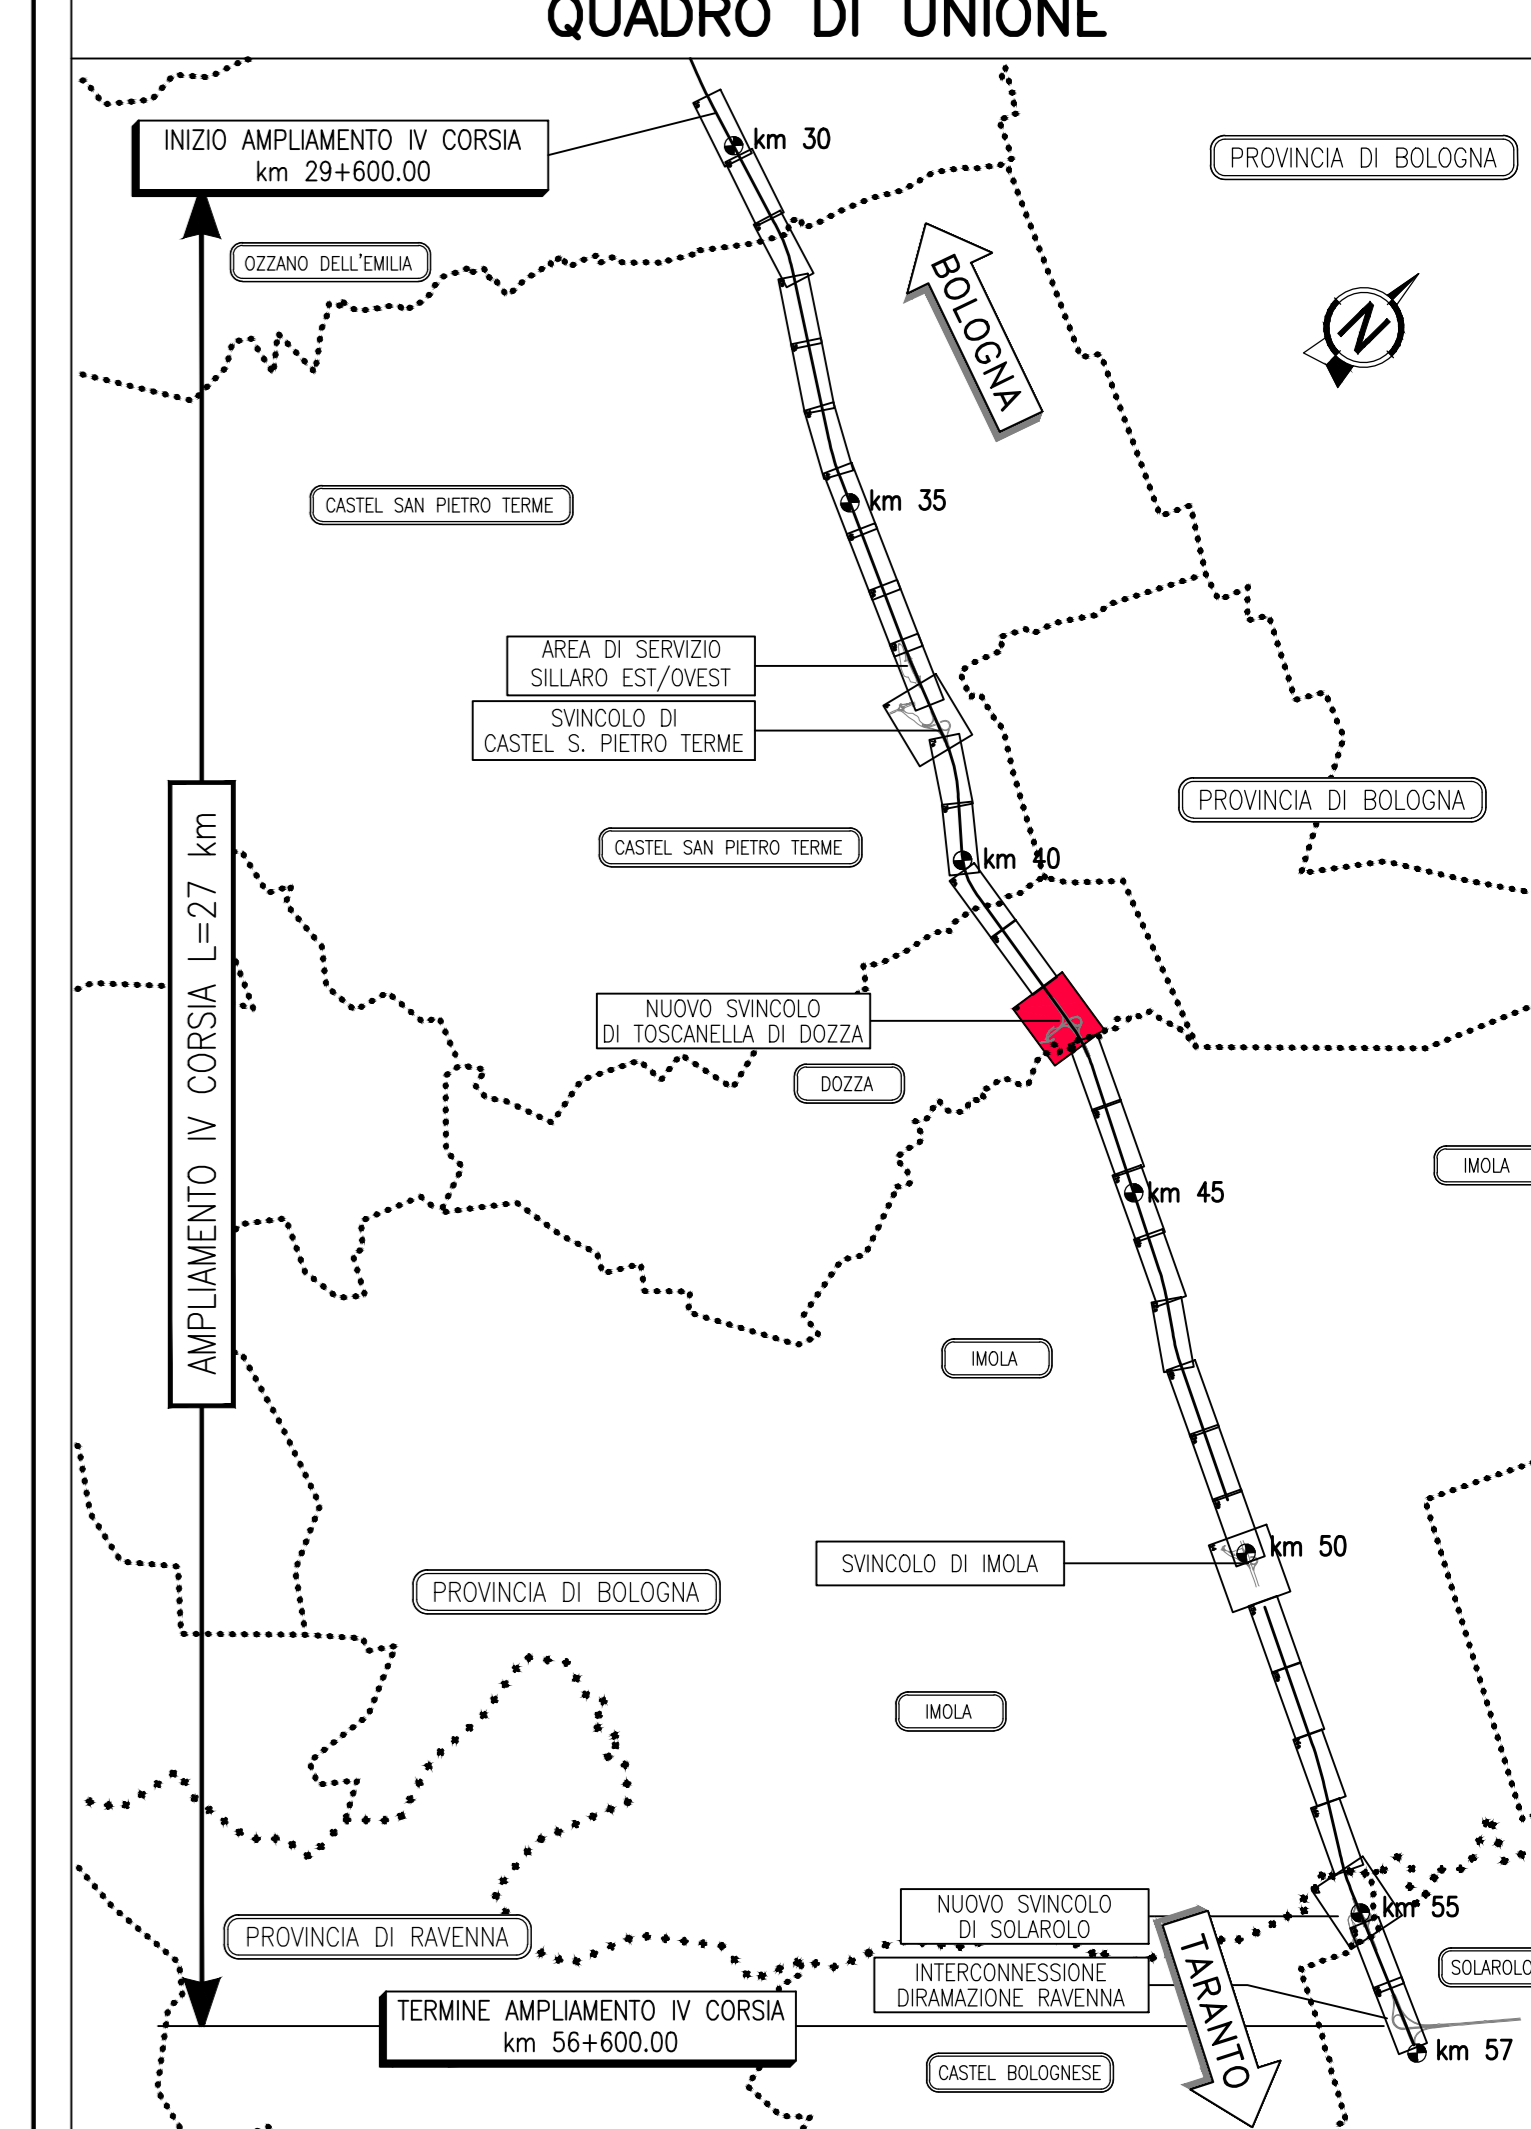 QUADRO DI UNIONE
INIZIO AMPLIAMENTO IV CORSIA
km 29+600.00
km 30
PROVINCIA DI BOLOGNA
OZZANO DELL'EMILIA
BOLOGNA
N
CASTEL SAN PIETRO TERME
km 35
AREA DI SERVIZIO
SILLARO EST/OVEST
SVINCOLO DI
CASTEL S. PIETRO TERME
PROVINCIA DI BOLOGNA
CASTEL SAN PIETRO TERME
km 40
AMPLIAMENTO IV CORSIA L=27 km
NUOVO SVINCOLO
DI TOSCANELLA DI DOZZA
DOZZA
IMOLA
km 45
IMOLA
km 50
SVINCOLO DI IMOLA
PROVINCIA DI BOLOGNA
IMOLA
NUOVO SVINCOLO
DI SOLAROLO
km 55
PROVINCIA DI RAVENNA
TARANTO
INTERCONNESSIONE
DIRAMAZIONE RAVENNA
SOLAROLO
TERMINE AMPLIAMENTO IV CORSIA
km 56+600.00
km 57
CASTEL BOLOGNESE